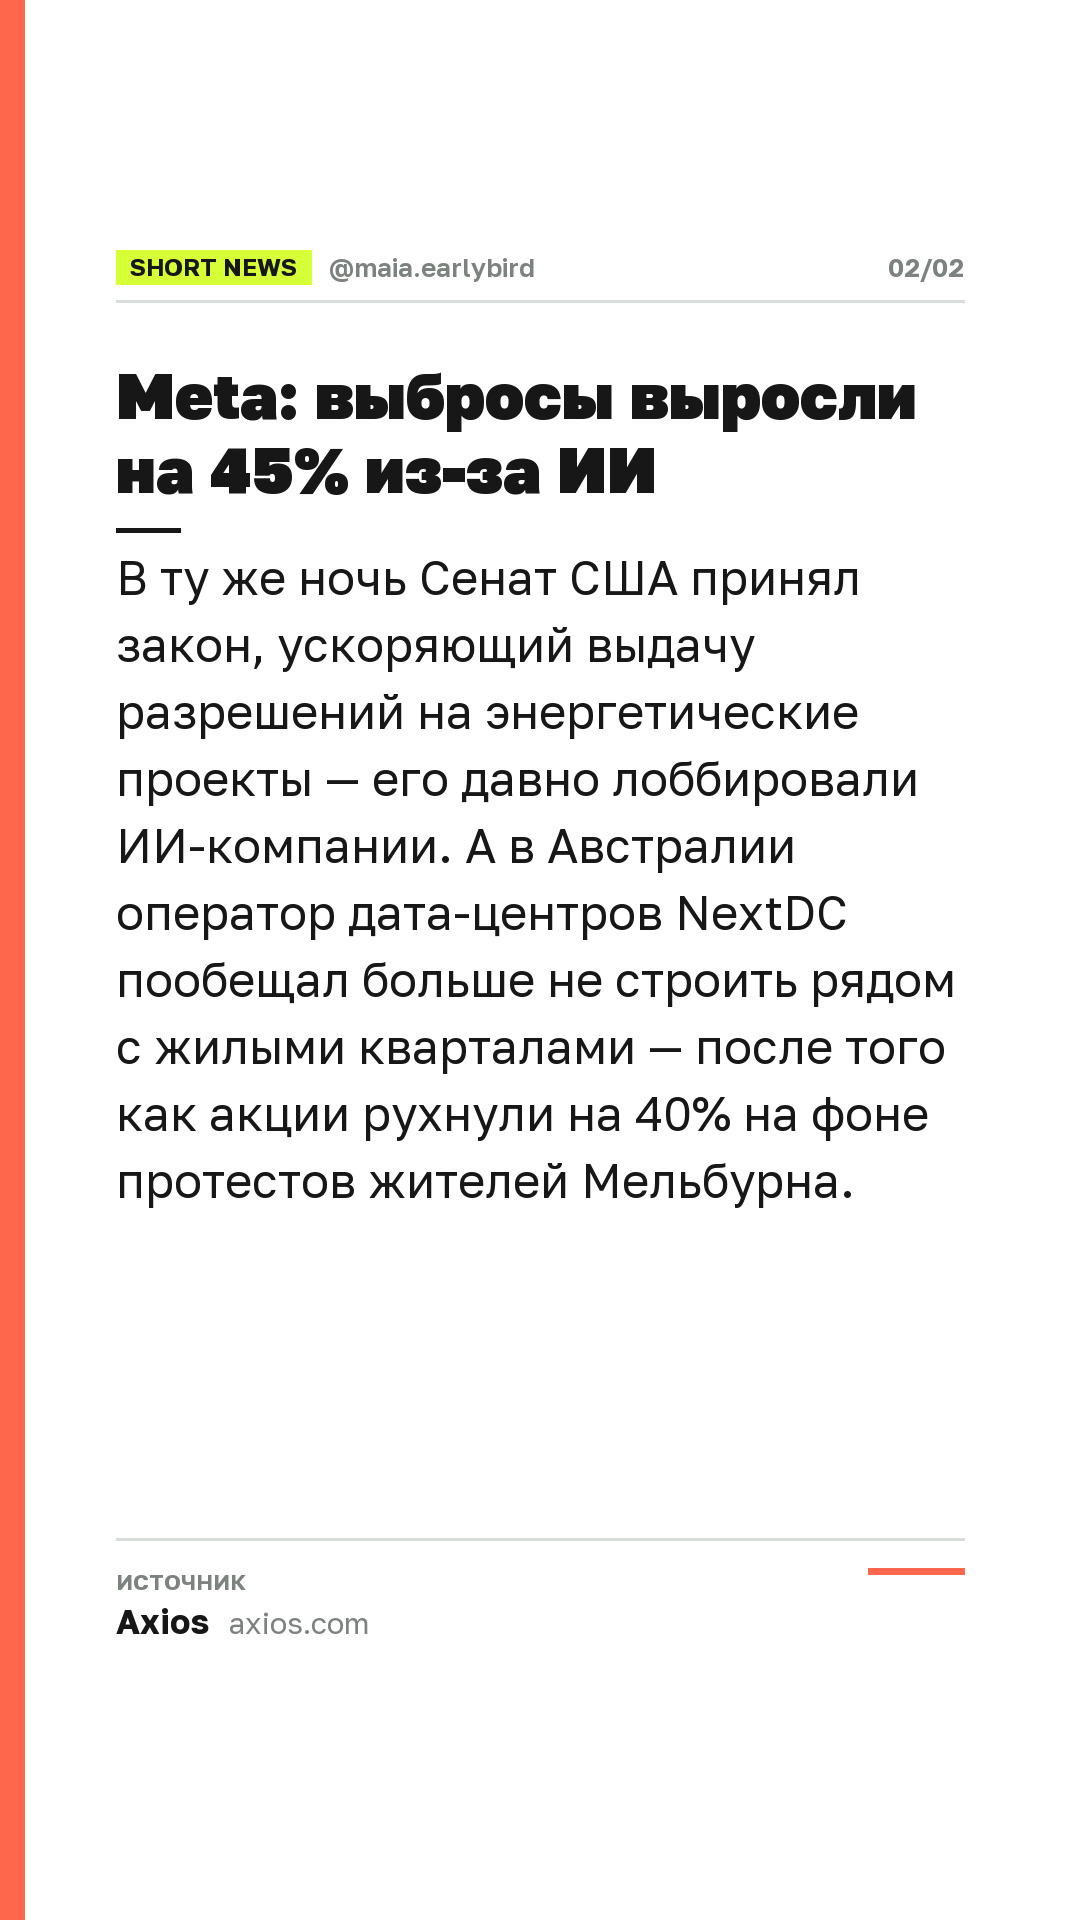 SHORT NEWS @maia.earlybird 02/02
Meta: выбросы выросли
на 45% из-за ИИ
В ту же ночь Сенат США принял
закон, ускоряющий выдачу
разрешений на энергетические
проекты — его давно лоббировали
ИИ-компании. А в Австралии
оператор дата-центров NextDC
пообещал больше не строить рядом
с жилыми кварталами — после того
как акции рухнули на 40% на фоне
протестов жителей Мельбурна.
источник
Axios axios.com